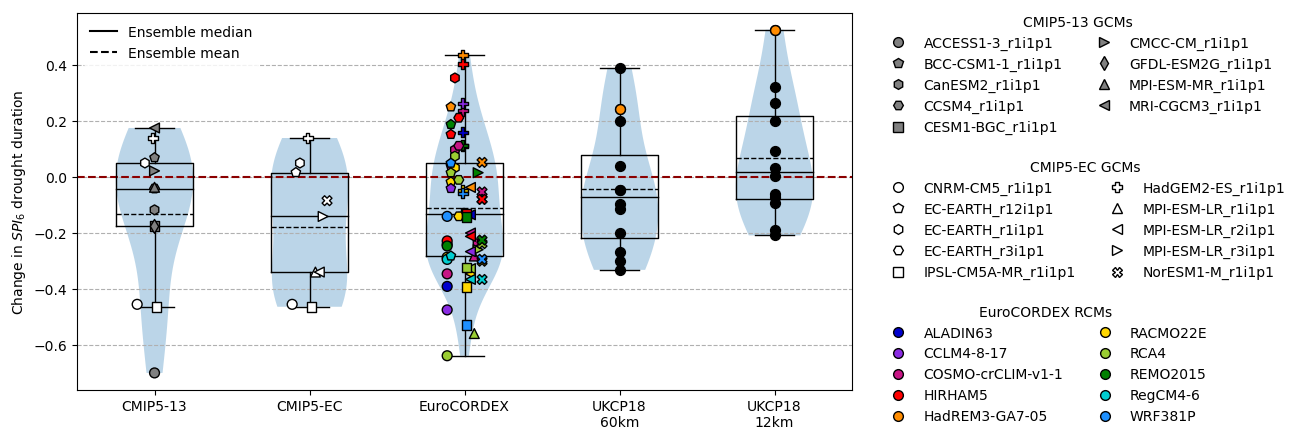 Ensemble median
Ensemble mean
Change in SPI6 drought duration
0.4
0.2
0.0
−0.2
−0.4
−0.6
CMIP5-13
CMIP5-EC
EuroCORDEX
UKCP18
60km
UKCP18
12km
CMIP5-13 GCMs
ACCESS1-3_r1i1p1
BCC-CSM1-1_r1i1p1
CanESM2_r1i1p1
CCSM4_r1i1p1
CESM1-BGC_r1i1p1
CMCC-CM_r1i1p1
GFDL-ESM2G_r1i1p1
MPI-ESM-MR_r1i1p1
MRI-CGCM3_r1i1p1
CMIP5-EC GCMs
CNRM-CM5_r1i1p1
EC-EARTH_r12i1p1
EC-EARTH_r1i1p1
EC-EARTH_r3i1p1
IPSL-CM5A-MR_r1i1p1
HadGEM2-ES_r1i1p1
MPI-ESM-LR_r1i1p1
MPI-ESM-LR_r2i1p1
MPI-ESM-LR_r3i1p1
NorESM1-M_r1i1p1
EuroCORDEX RCMs
ALADIN63
CCLM4-8-17
COSMO-crCLIM-v1-1
HIRHAM5
HadREM3-GA7-05
RACMO22E
RCA4
REMO2015
RegCM4-6
WRF381P